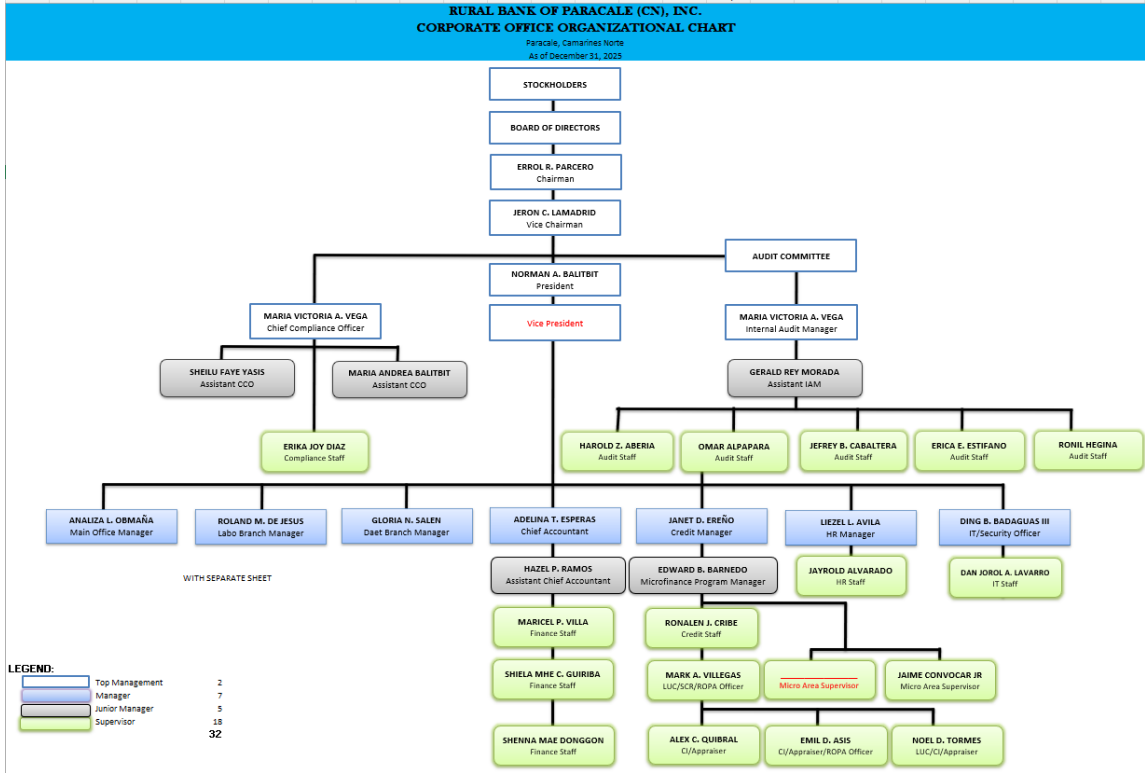 RURAL BANK OF PARACALE (CN), INC.
CORPORATE OFFICE ORGANIZATIONAL CHART
Paracale, Camarines Norte
As of December 31, 2025
STOCKHOLDERS
BOARD OF DIRECTORS
ERROL R. PARCERO
Chairman
JERON C. LAMADRID
Vice Chairman
AUDIT COMMITTEE
NORMAN A. BALITBIT
President
MARIA VICTORIA A. VEGA
Chief Compliance Officer
Vice President
MARIA VICTORIA A. VEGA
Internal Audit Manager
SHEILU FAYE YASIS
Assistant CCO
MARIA ANDREA BALITBIT
Assistant CCO
GERALD REY MORADA
Assistant IAM
ERIKA JOY DIAZ
Compliance Staff
HAROLD Z. ABERIA
Audit Staff
OMAR ALPAPARA
Audit Staff
JEFREY B. CABALTERA
Audit Staff
ERICA E. ESTIFANO
Audit Staff
RONIL HEGINA
Audit Staff
ANALIZA L. OBMAÑA
Main Office Manager
ROLAND M. DE JESUS
Labo Branch Manager
GLORIA N. SALEN
Daet Branch Manager
ADELINA T. ESPERAS
Chief Accountant
JANET D. EREÑO
Credit Manager
LIEZEL L. AVILA
HR Manager
DING B. BADAGUAS III
IT/Security Officer
WITH SEPARATE SHEET
HAZEL P. RAMOS
Assistant Chief Accountant
EDWARD B. BARNEDO
Microfinance Program Manager
JAYROLD ALVARADO
HR Staff
DAN JOROL A. LAVARRO
IT Staff
MARICEL P. VILLA
Finance Staff
RONALEN J. CRIBE
Credit Staff
SHIELA MHE C. GUIRIBA
Finance Staff
MARK A. VILLEGAS
LUC/SCR/ROPA Officer
Micro Area Supervisor
JAIME CONVOCAR JR
Micro Area Supervisor
SHENNA MAE DONGGON
Finance Staff
ALEX C. QUIBRAL
CI/Appraiser
EMIL D. ASIS
CI/Appraiser/ROPA Officer
NOEL D. TORMES
LUC/CI/Appraiser
LEGEND:
Top Management 2
Manager 7
Junior Manager 5
Supervisor 18
32